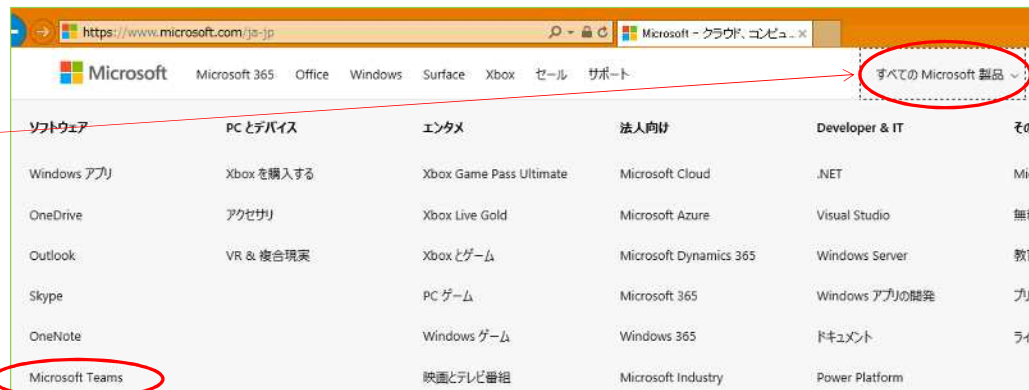 https://www.microsoft.com/ja-jp
Microsoft - クラウド、コンピュ...
Microsoft Microsoft 365 Office Windows Surface Xbox セール サポート すべての Microsoft 製品
ソフトウェア PC とデバイス エンタメ 法人向け Developer & IT
Windows アプリ Xbox を購入する Xbox Game Pass Ultimate Microsoft Cloud .NET
OneDrive アクセサリ Xbox Live Gold Microsoft Azure Visual Studio
Outlook VR & 複合現実 Xbox とゲーム Microsoft Dynamics 365 Windows Server
Skype PC ゲーム Microsoft 365 Windows アプリの開発
OneNote Windows ゲーム Windows 365 ドキュメント
Microsoft Teams 映画とテレビ番組 Microsoft Industry Power Platform